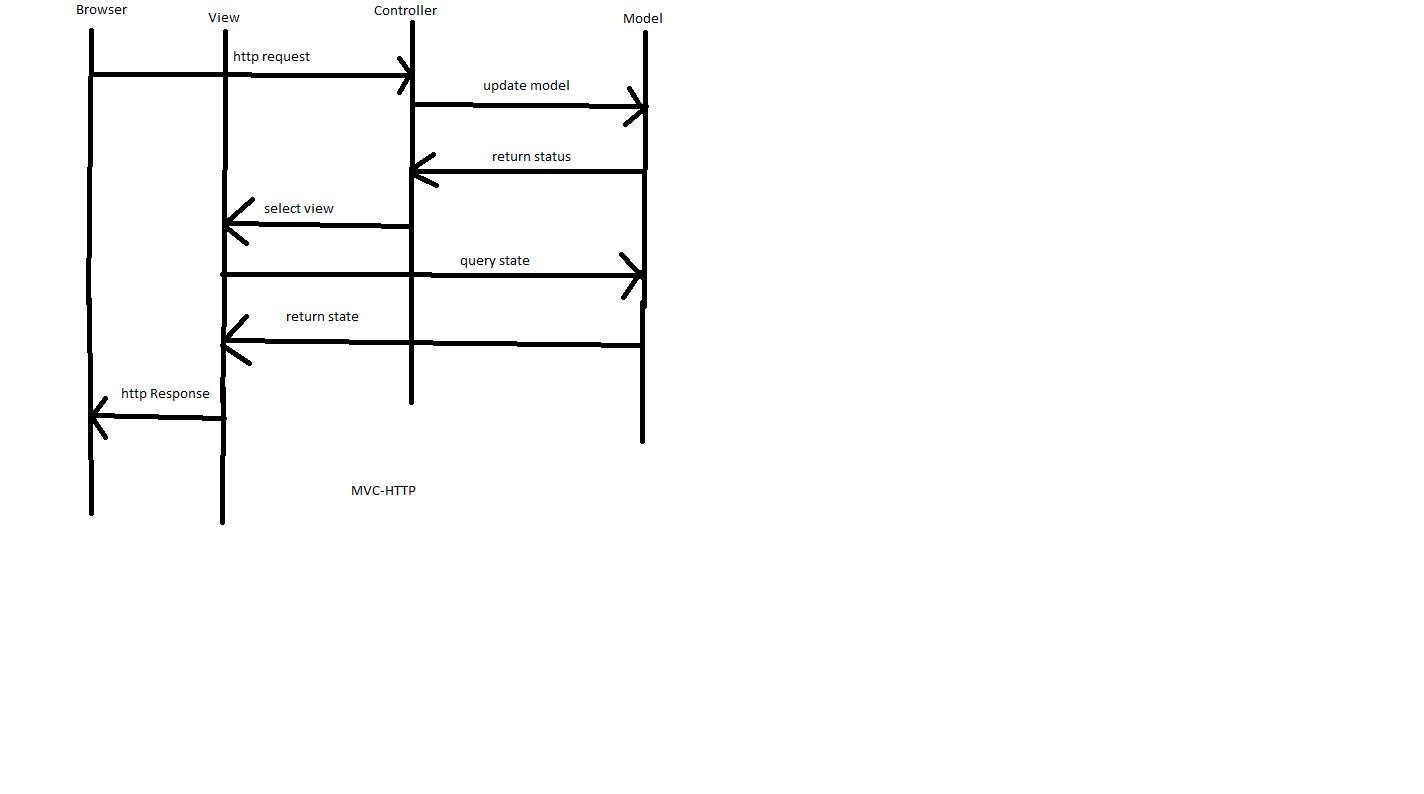 Browser
View
Controller
Model
http request
update model
return status
select view
query state
return state
http Response
MVC-HTTP